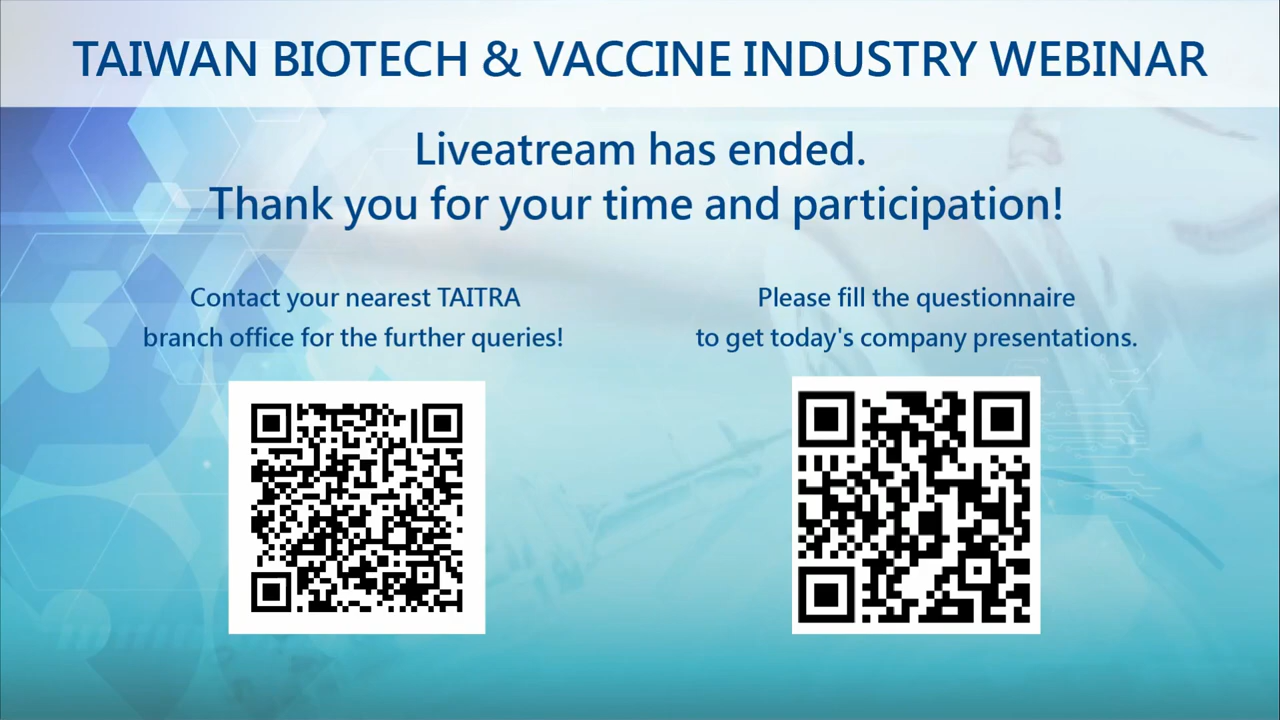 TAIWAN BIOTECH & VACCINE INDUSTRY WEBINAR
Liveatream has ended.
Thank you for your time and participation!
Contact your nearest TAITRA
branch office for the further queries!
Please fill the questionnaire
to get today's company presentations.